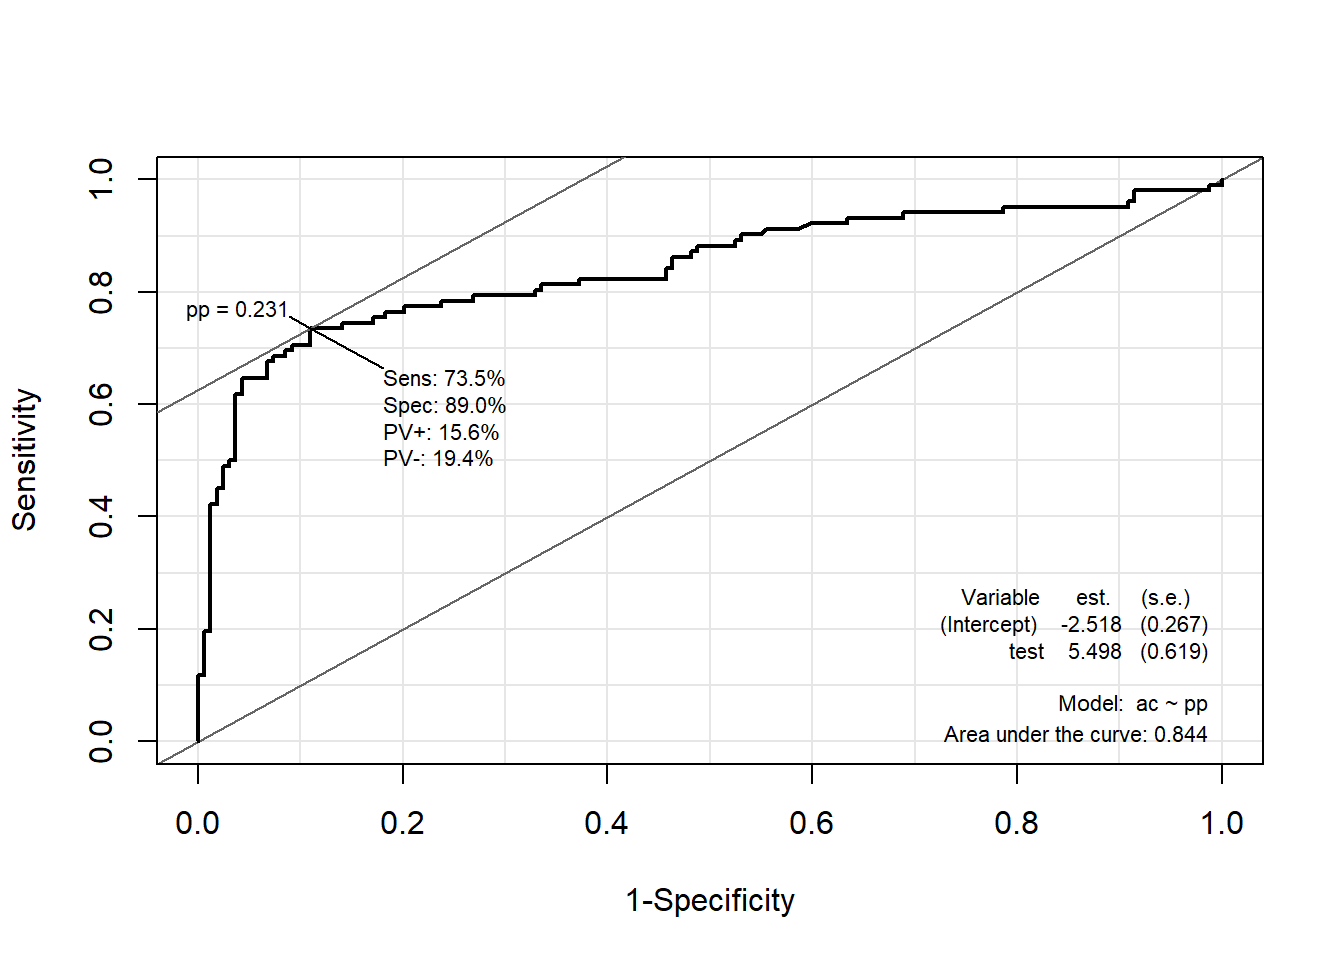 1.0
0.8
0.6
0.4
0.2
0.0
Sensitivity
pp = 0.231
Sens: 73.5%
Spec: 89.0%
PV+: 15.6%
PV-: 19.4%
Variable est. (s.e.)
(Intercept) -2.518 (0.267)
test 5.498 (0.619)
Model: ac ~ pp
Area under the curve: 0.844
0.0 0.2 0.4 0.6 0.8 1.0
1-Specificity